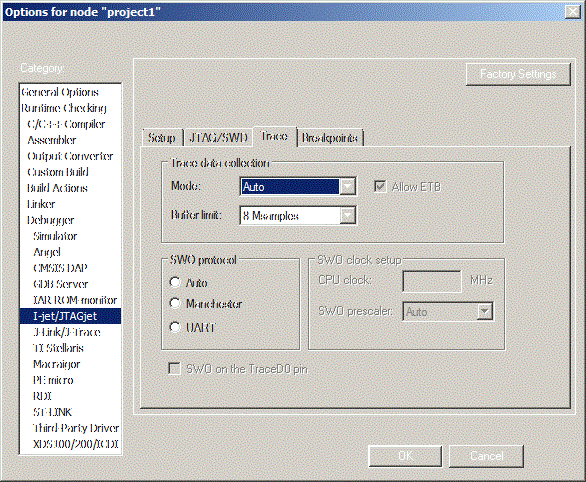 Options for node "project1"
Category:
Factory Settings
General Options
Runtime Checking
C/C++ Compiler
Assembler
Output Converter
Custom Build
Build Actions
Linker
Debugger
Simulator
Angel
CMSIS DAP
GDB Server
IAR ROM-monitor
I-jet/JTAGjet
J-Link/J-Trace
TI Stellaris
Macraigor
PE micro
RDI
ST-LINK
Third-Party Driver
XDS100/200/ICDI
Setup JTAG/SWD Trace Breakpoints
Trace data collection
Mode: Auto Allow ETB
Buffer limit: 8 Msamples
SWO protocol
Auto
Manchester
UART
SWO clock setup
CPU clock: MHz
SWO prescaler: Auto
SWO on the TraceD0 pin
OK Cancel